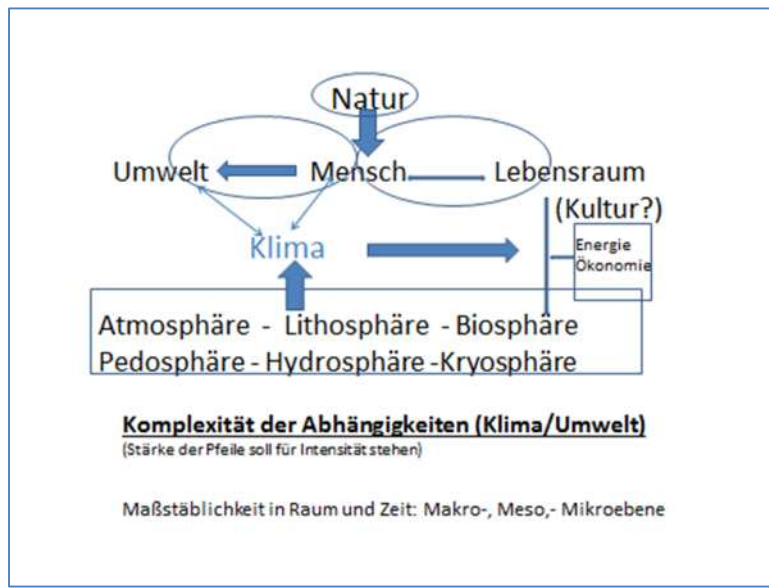 Natur
Umwelt Mensch Lebensraum
(Kultur?)
Klima
Energie
Ökonomie
Atmosphäre - Lithosphäre - Biosphäre
Pedosphäre - Hydrosphäre -Kryosphäre
Komplexität der Abhängigkeiten (Klima/Umwelt)
(Stärke der Pfeile soll für Intensität stehen)
Maßstäblichkeit in Raum und Zeit: Makro-, Meso,- Mikroebene